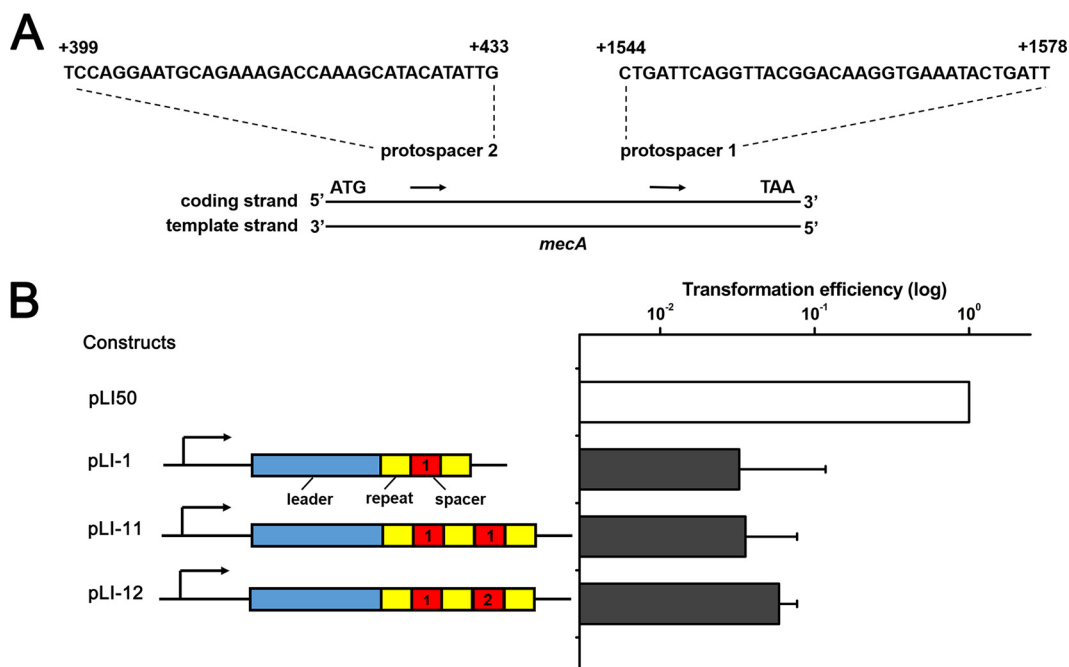 A
+399 +433 +1544 +1578
TCCAGGAATGCAGAAAGACCAAAGCATACATATTG CTGATTCAGGTTACGGACAAGGTGAAATACTGATT
protospacer 2 protospacer 1
ATG TAA
coding strand 5’ 3’
template strand 3’ 5’
mecA
B
Transformation efficiency (log)
10-2 10-1 100
Constructs
pLI50
pLI-1
1
leader repeat spacer
pLI-11
1 1
pLI-12
1 2